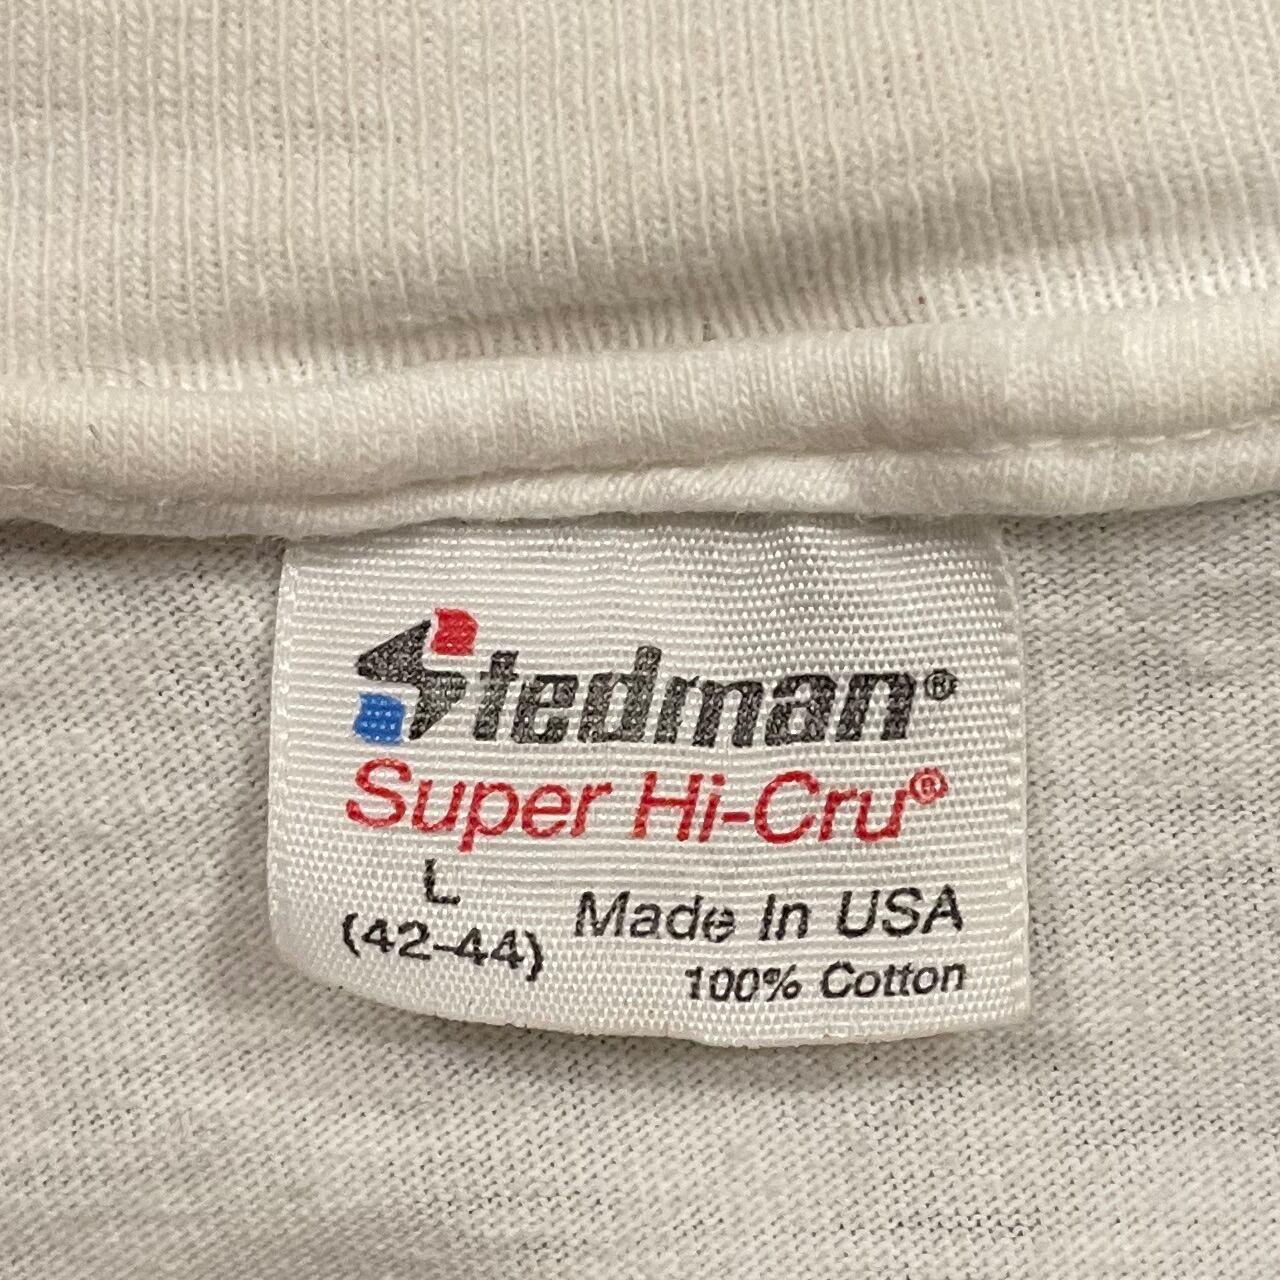 Stedman®
Super Hi-Cru®
L
(42-44)
Made In USA
100% Cotton